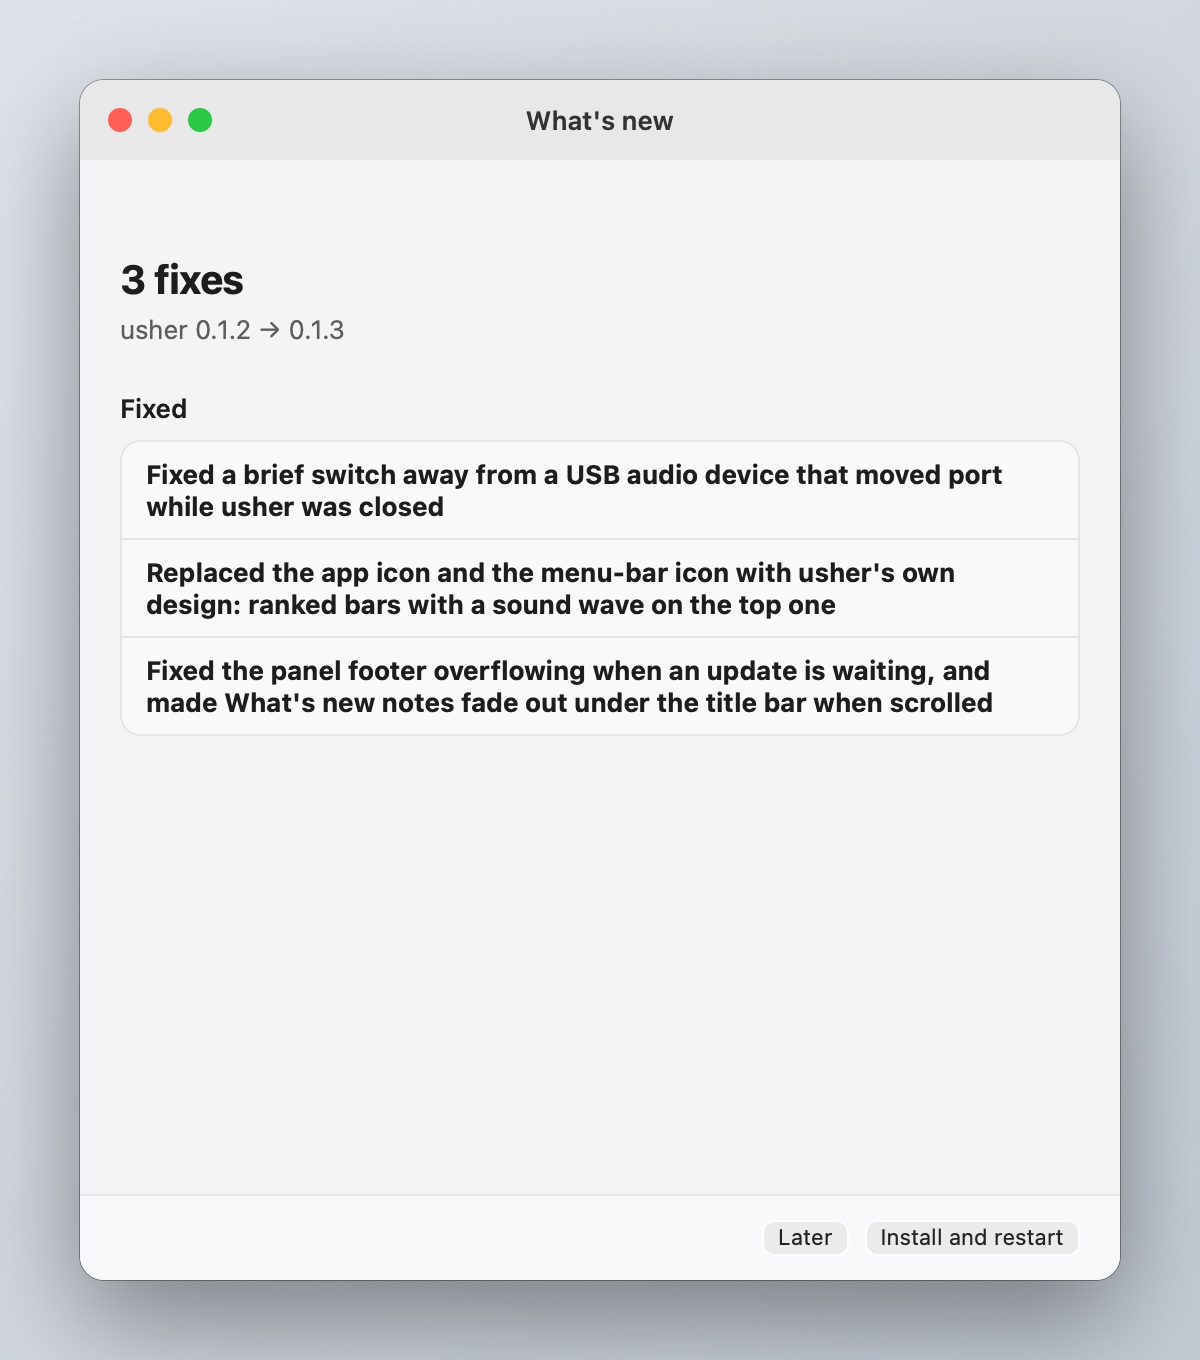 What's new
3 fixes
usher 0.1.2 → 0.1.3
Fixed
Fixed a brief switch away from a USB audio device that moved port
while usher was closed
Replaced the app icon and the menu-bar icon with usher's own
design: ranked bars with a sound wave on the top one
Fixed the panel footer overflowing when an update is waiting, and
made What's new notes fade out under the title bar when scrolled
Later
Install and restart